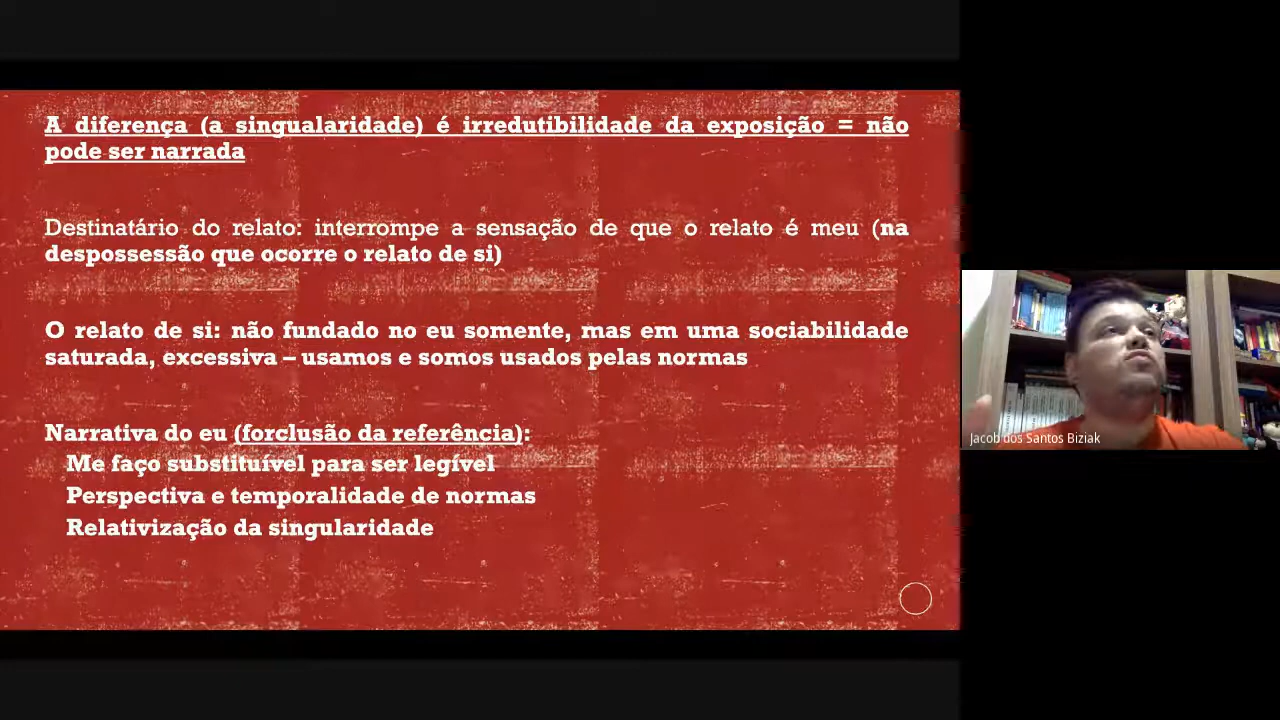 A diferença (a singualaridade) é irredutibilidade da exposição = não
pode ser narrada
Destinatário do relato: interrompe a sensação de que o relato é meu (na
despossessão que ocorre o relato de si)
O relato de si: não fundado no eu somente, mas em uma sociabilidade
saturada, excessiva – usamos e somos usados pelas normas
Narrativa do eu (forclusão da referência):
Me faço substituível para ser legível
Perspectiva e temporalidade de normas
Relativização da singularidade
Jacob dos Santos Biziak